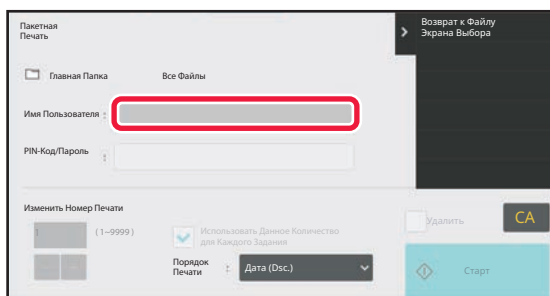 Пакетная
Печать
Возврат к Файлу
Экрана Выбора
Главная Папка
Все Файлы
Имя Пользователя :
PIN-Код/Пароль :
Изменить Номер Печати
1
(1~9999)
Использовать Данное Количество
для Каждого Задания
Порядок
Печати :
Дата (Dsc.)
Удалить
CA
Старт